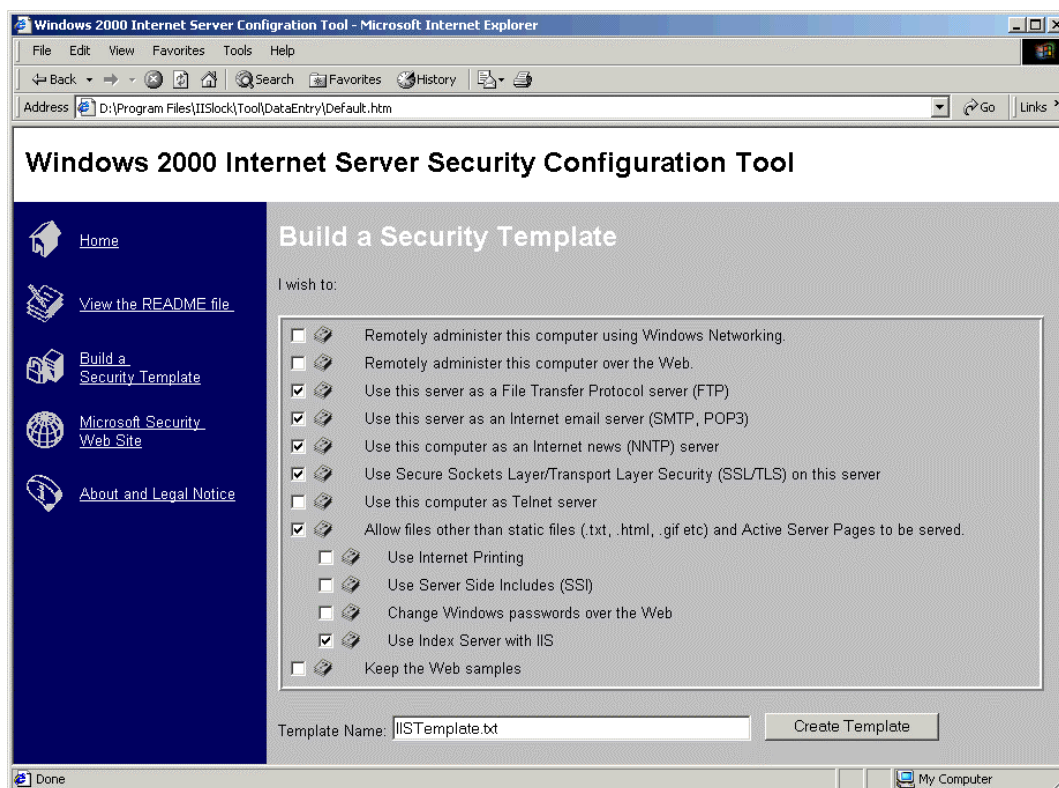 Windows 2000 Internet Server Configration Tool - Microsoft Internet Explorer
File Edit View Favorites Tools Help
Back Search Favorites History
Address D:\Program Files\IISlock\Tool\DataEntry\Default.htm Go Links
Windows 2000 Internet Server Security Configuration Tool
Home
View the README file
Build a
Security Template
Microsoft Security
Web Site
About and Legal Notice
Build a Security Template
I wish to:
Remotely administer this computer using Windows Networking.
Remotely administer this computer over the Web.
Use this server as a File Transfer Protocol server (FTP)
Use this server as an Internet email server (SMTP, POP3)
Use this computer as an Internet news (NNTP) server
Use Secure Sockets Layer/Transport Layer Security (SSL/TLS) on this server
Use this computer as Telnet server
Allow files other than static files (.txt, .html, .gif etc) and Active Server Pages to be served.
Use Internet Printing
Use Server Side Includes (SSI)
Change Windows passwords over the Web
Use Index Server with IIS
Keep the Web samples
Template Name: IISTemplate.txt Create Template
Done My Computer